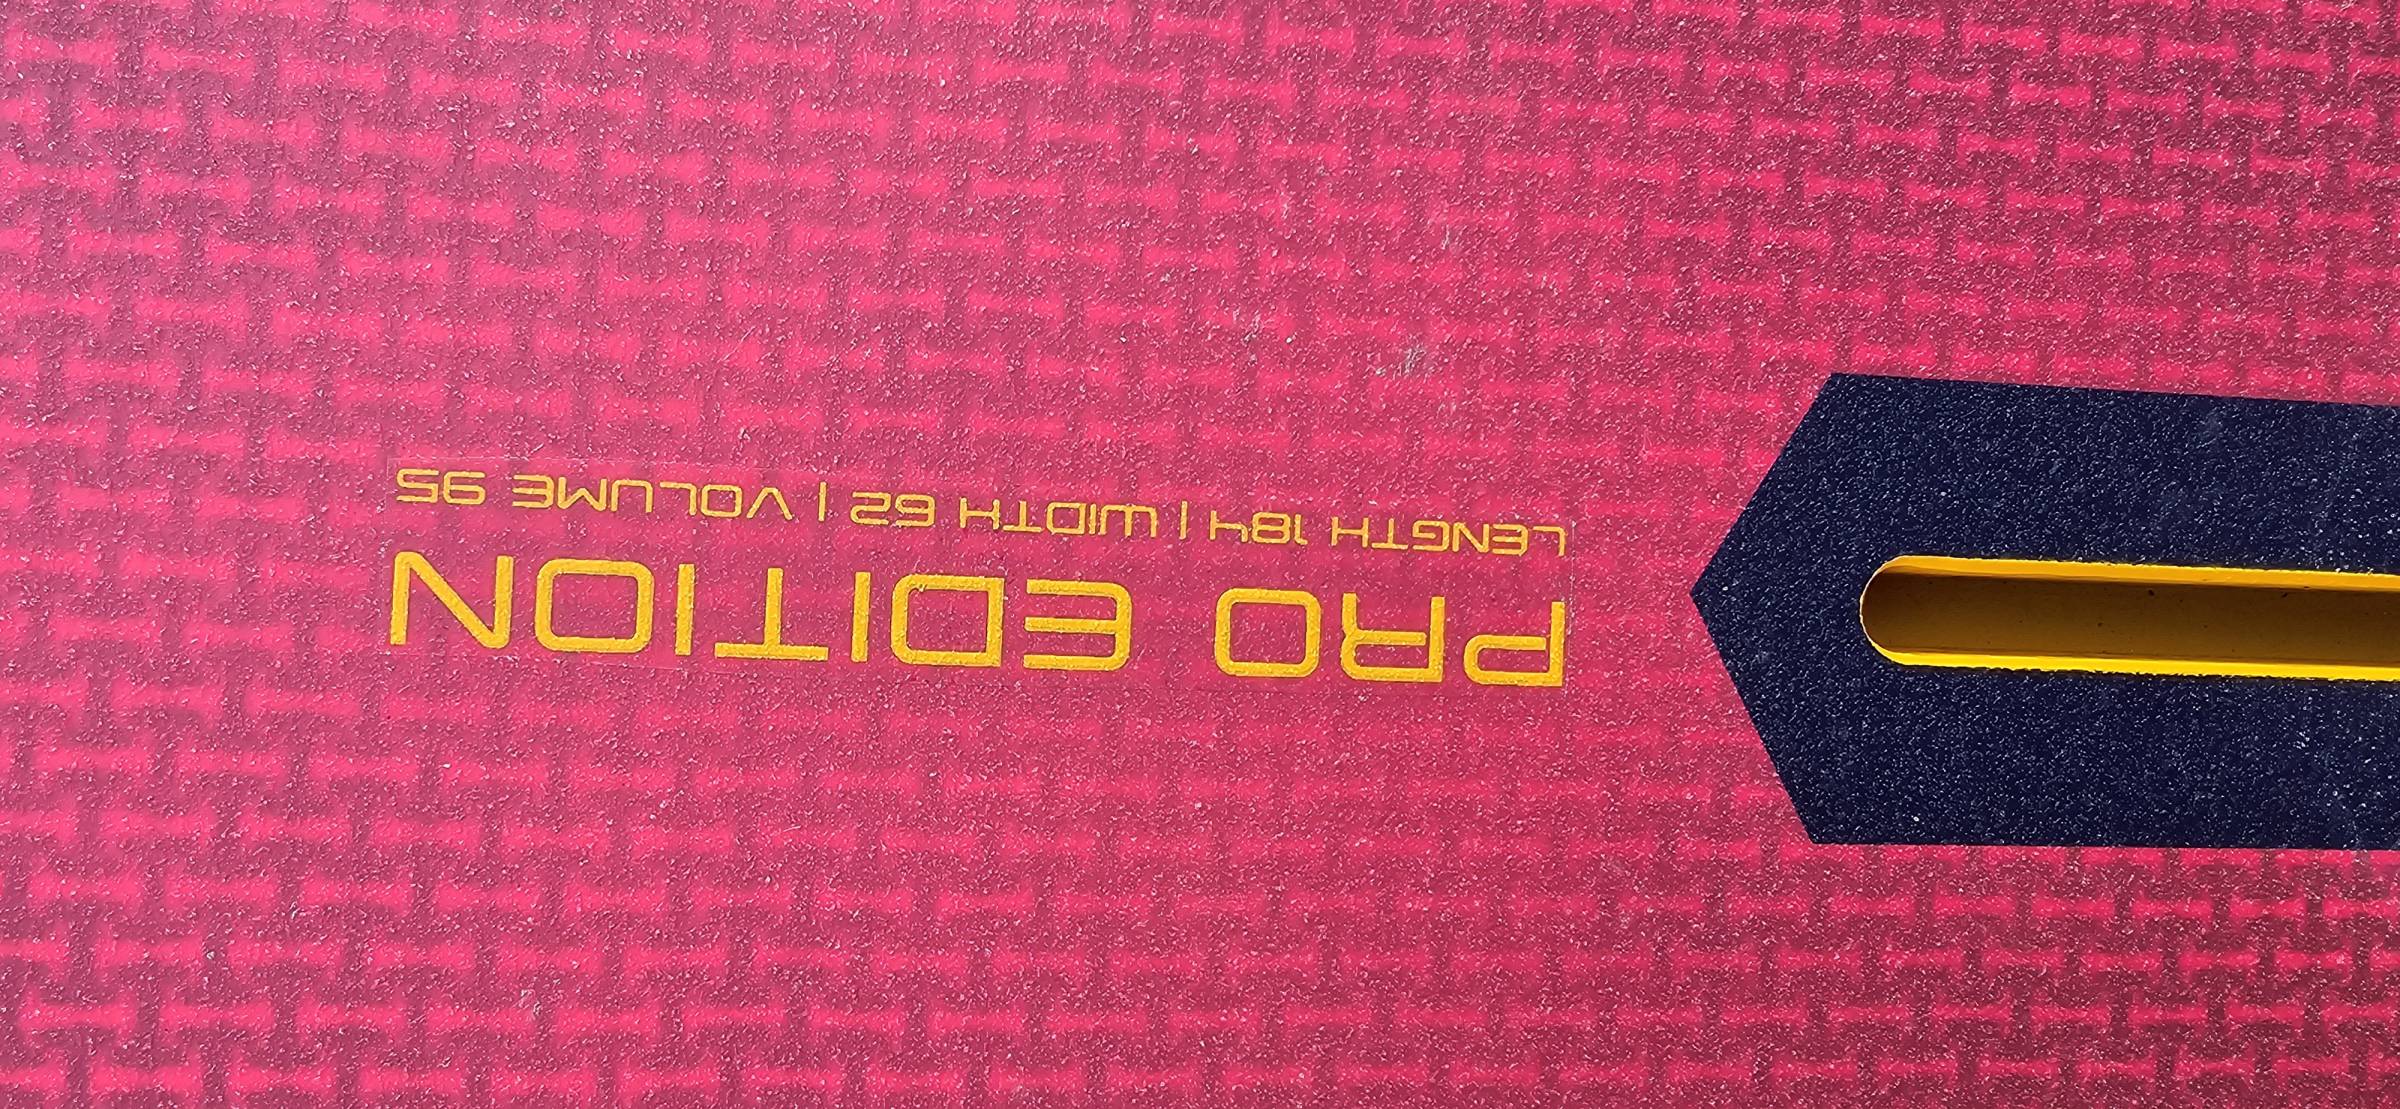 PRO EDITION
LENGTH 184 | WIDTH 62 | VOLUME 95